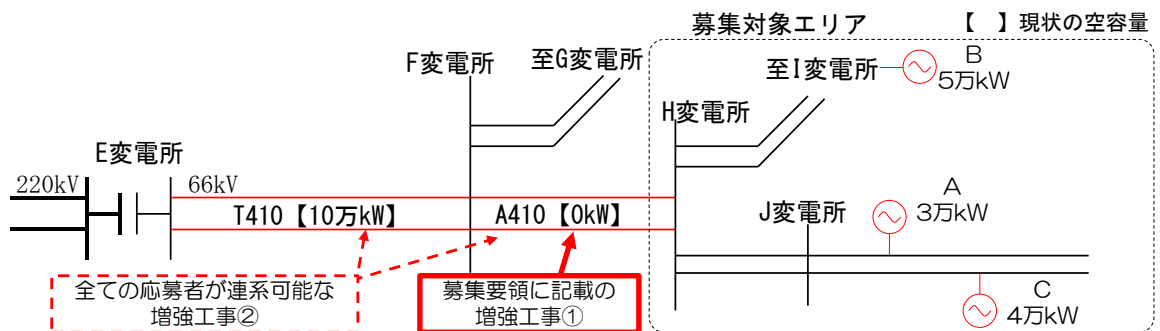 募集対象エリア
【　】現状の空容量
F変電所
至G変電所
至I変電所
B
5万kW
H変電所
E変電所
220kV
66kV
T410【10万kW】
A410【0kW】
J変電所
A
3万kW
全ての応募者が連系可能な
増強工事②
募集要領に記載の
増強工事①
C
4万kW